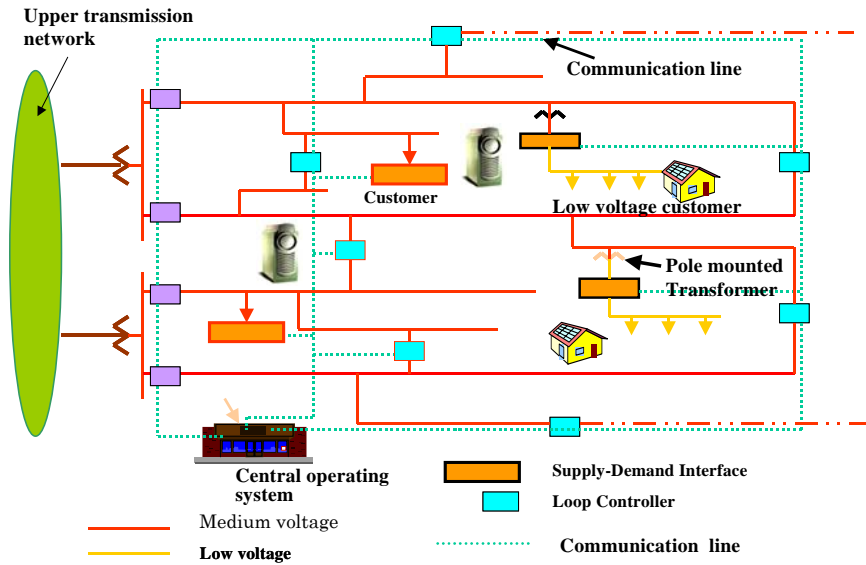 Upper transmission
network
Communication line
Customer
Low voltage customer
Pole mounted
Transformer
Central operating
system
Supply-Demand Interface
Loop Controller
Medium voltage
Low voltage
Communication line